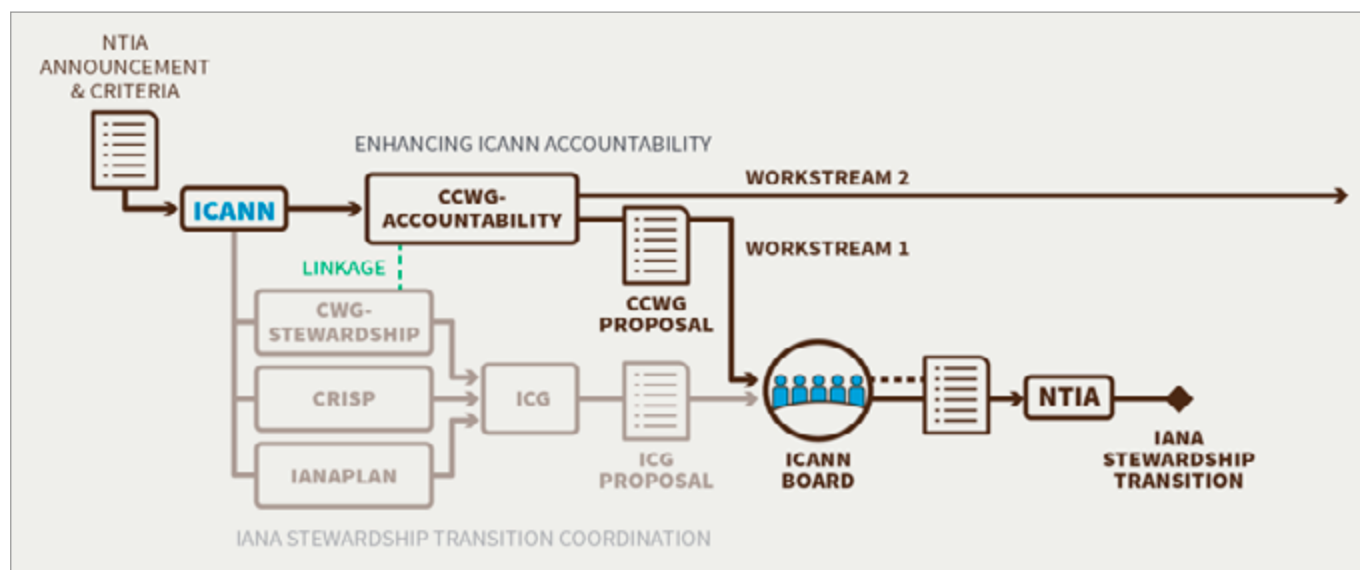 NTIA
ANNOUNCEMENT
& CRITERIA
ENHANCING ICANN ACCOUNTABILITY
ICANN
CCWG-
ACCOUNTABILITY
WORKSTREAM 2
WORKSTREAM 1
LINKAGE
CCWG
PROPOSAL
CWG-
STEWARDSHIP
CRISP
IANAPLAN
ICG
ICG
PROPOSAL
ICANN
BOARD
NTIA
IANA
STEWARDSHIP
TRANSITION
IANA STEWARDSHIP TRANSITION COORDINATION